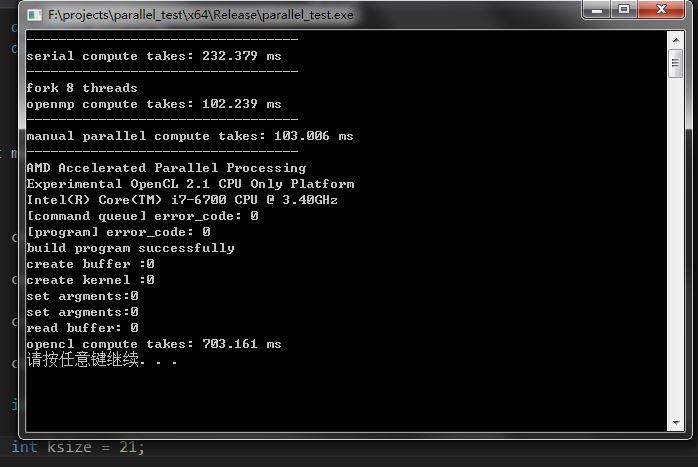 F:\projects\parallel_test\x64\Release\parallel_test.exe
----------------------------------
serial compute takes: 232.379 ms
----------------------------------
fork 8 threads
openmp compute takes: 102.239 ms
----------------------------------
manual parallel compute takes: 103.006 ms
----------------------------------
AMD Accelerated Parallel Processing
Experimental OpenCL 2.1 CPU Only Platform
Intel(R) Core(TM) i7-6700 CPU @ 3.40GHz
[command queue] error_code: 0
[program] error_code: 0
build program successfully
create buffer :0
create kernel :0
set argments:0
set argments:0
read buffer: 0
opencl compute takes: 703.161 ms
请按任意键继续. . .
int ksize = 21;